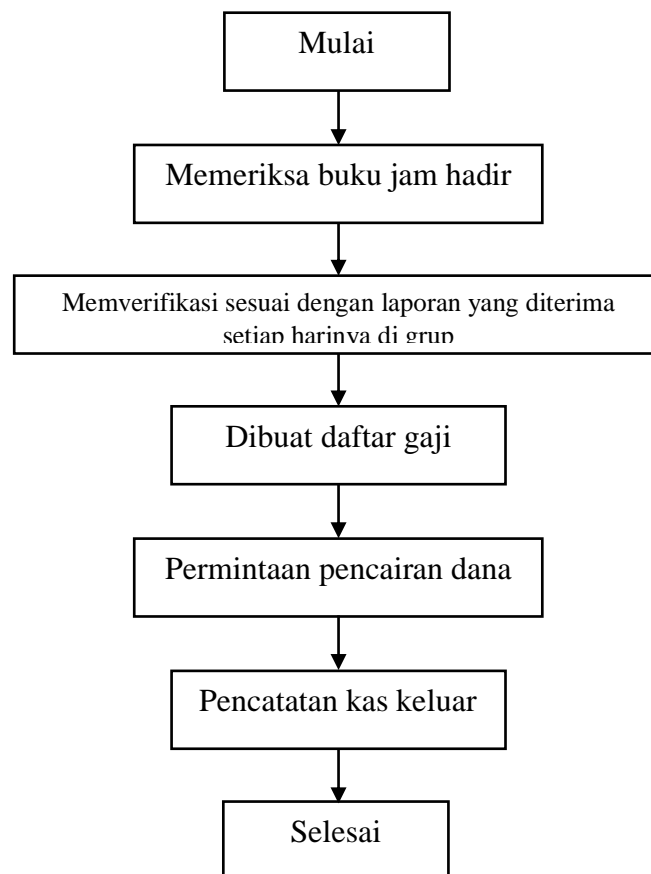 Mulai
Memeriksa buku jam hadir
Memverifikasi sesuai dengan laporan yang diterima
setiap harinya di grup
Dibuat daftar gaji
Permintaan pencairan dana
Pencatatan kas keluar
Selesai